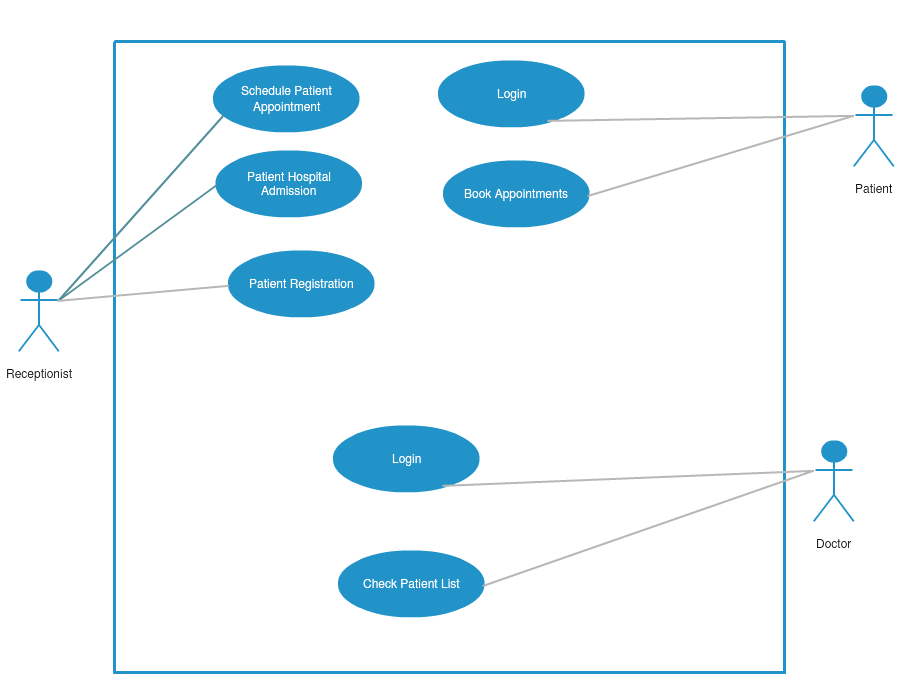 Schedule Patient
Appointment
Login
Patient Hospital
Admission
Book Appointments
Patient
Patient Registration
Receptionist
Login
Doctor
Check Patient List